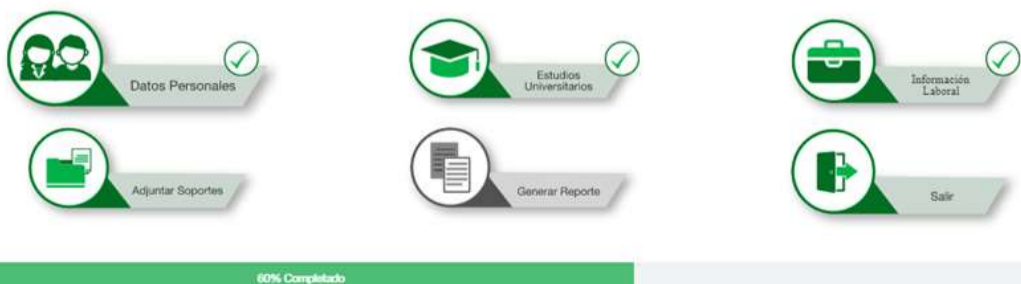 Datos Personales
Estudios
Universitarios
Información
Laboral
Adjuntar Soportes
Generar Reporte
Salir
60% Completado